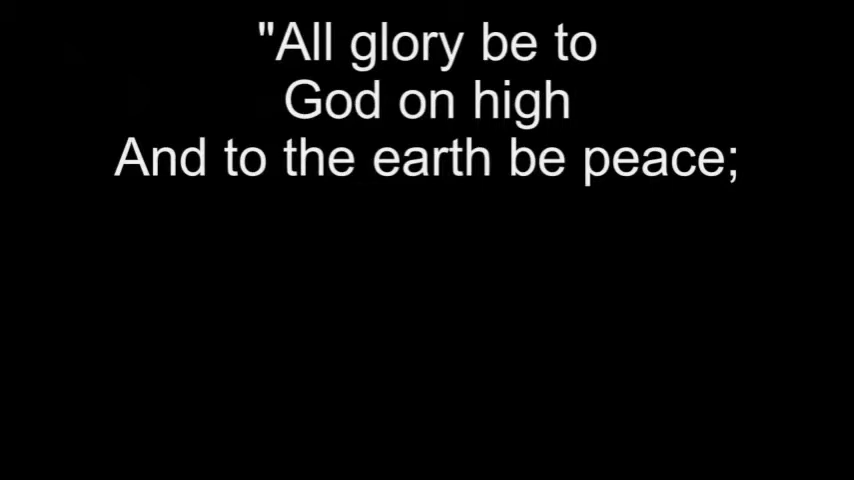 "All glory be to
God on high
And to the earth be peace;